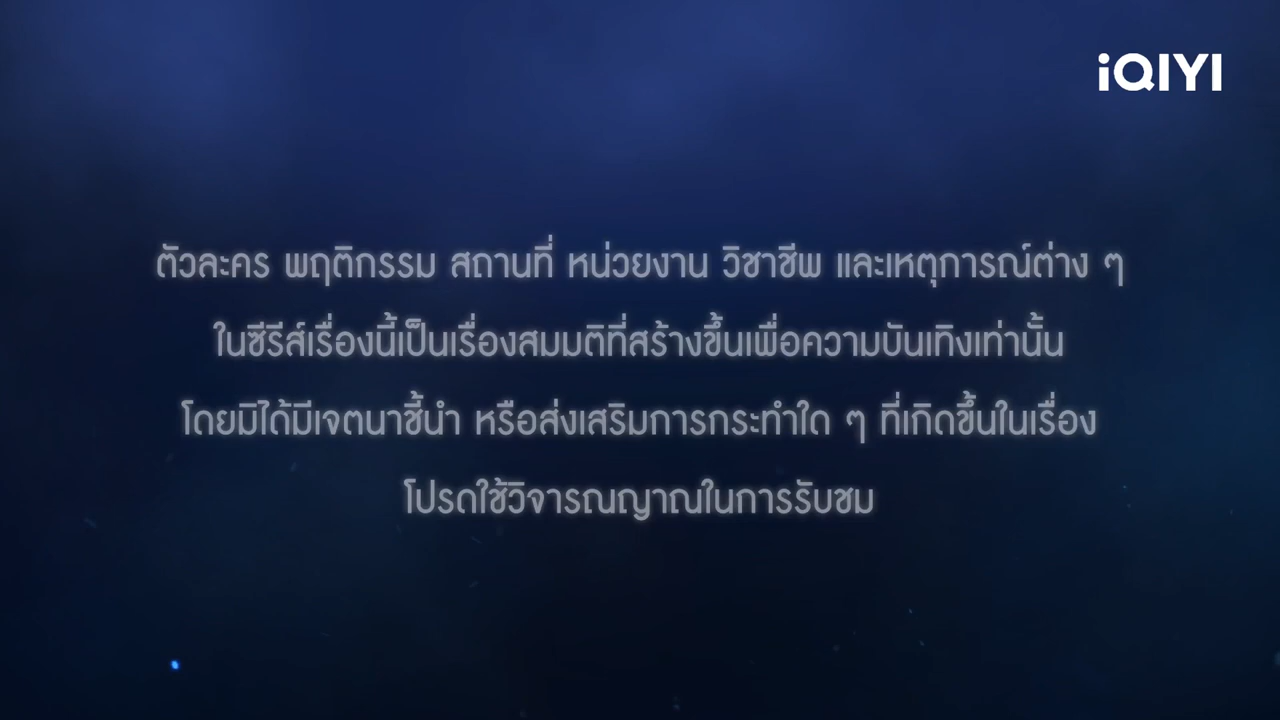 iQIYI
ตัวละคร พฤติกรรม สถานที่ หน่วยงาน วิชาชีพ และเหตุการณ์ต่าง ๆ
ในซีรีส์เรื่องนี้เป็นเรื่องสมมติที่สร้างขึ้นเพื่อความบันเทิงเท่านั้น
โดยมิได้มีเจตนาชี้นำ หรือส่งเสริมการกระทำใด ๆ ที่เกิดขึ้นในเรื่อง
โปรดใช้วิจารณญาณในการรับชม